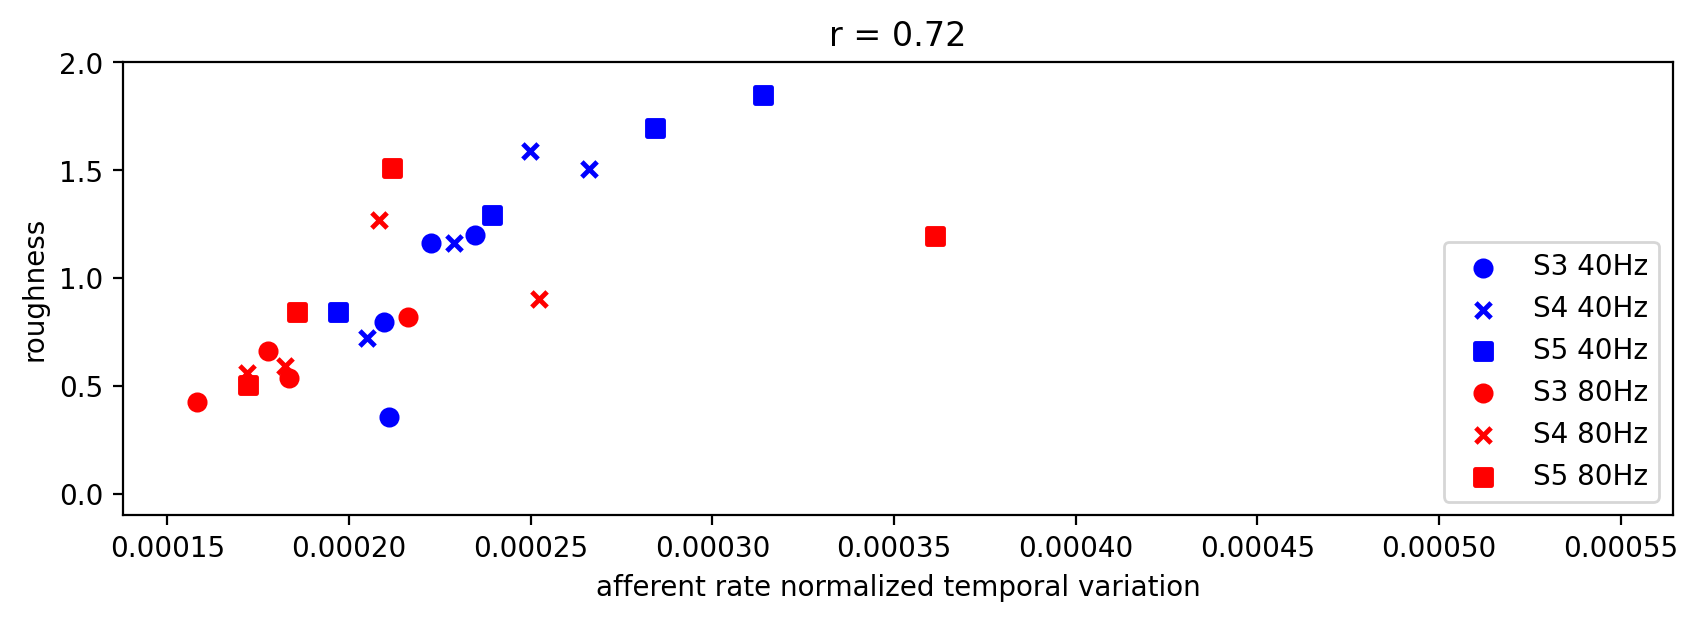 r = 0.72
2.0
1.5
1.0
0.5
0.0
roughness
S3 40Hz
S4 40Hz
S5 40Hz
S3 80Hz
S4 80Hz
S5 80Hz
0.00015 0.00020 0.00025 0.00030 0.00035 0.00040 0.00045 0.00050 0.00055
afferent rate normalized temporal variation